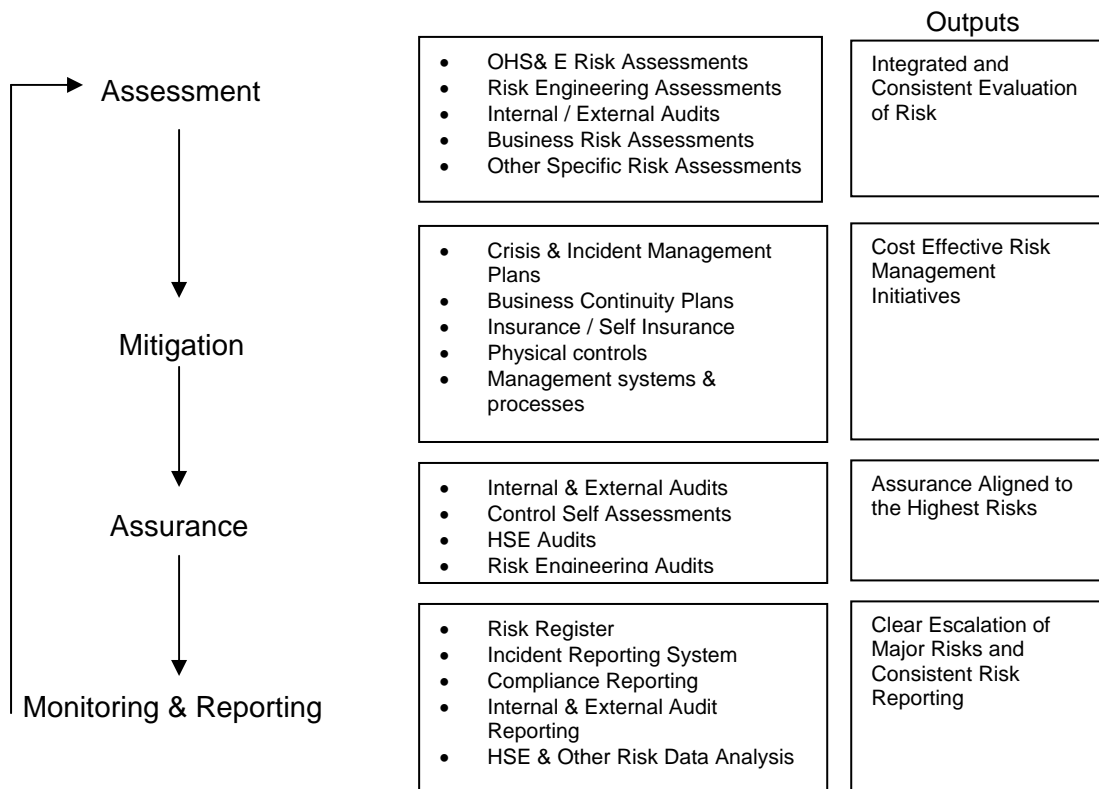 Outputs
Assessment
• OHS& E Risk Assessments
• Risk Engineering Assessments
• Internal / External Audits
• Business Risk Assessments
• Other Specific Risk Assessments
Integrated and
Consistent Evaluation
of Risk
Mitigation
• Crisis & Incident Management
Plans
• Business Continuity Plans
• Insurance / Self Insurance
• Physical controls
• Management systems &
processes
Cost Effective Risk
Management
Initiatives
Assurance
• Internal & External Audits
• Control Self Assessments
• HSE Audits
• Risk Engineering Audits
Assurance Aligned to
the Highest Risks
Monitoring & Reporting
• Risk Register
• Incident Reporting System
• Compliance Reporting
• Internal & External Audit
Reporting
• HSE & Other Risk Data Analysis
Clear Escalation of
Major Risks and
Consistent Risk
Reporting